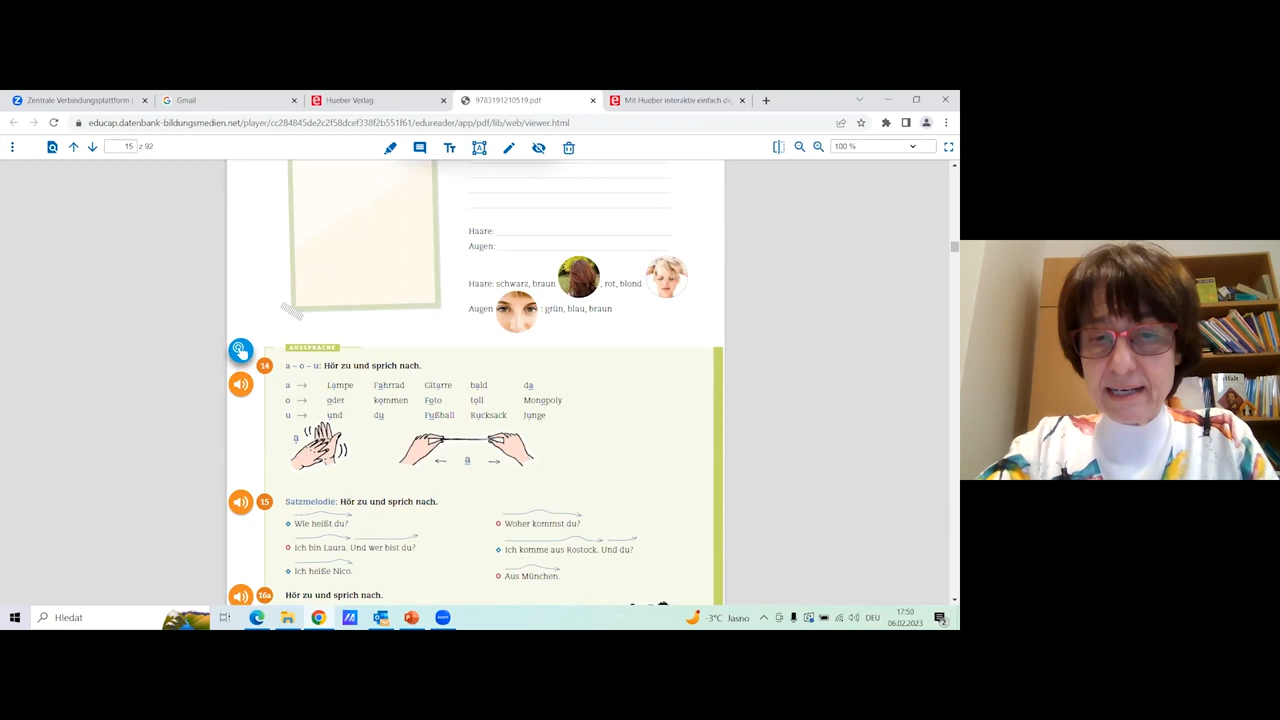 Zentrale Verbindungsplattform |
Gmail
Hueber Verlag
9783191210519.pdf
Mit Hueber interaktiv einfach di
educap.datenbank-bildungsmedien.net/player/cc284845de2c2f58dcef338f2b551f61/edureader/app/pdf/lib/web/viewer.html
15 z 92
100 %
Haare:
Augen:
Haare: schwarz, braun , rot, blond
Augen : grün, blau, braun
AUSSPRACHE
14 a – o – u: Hör zu und sprich nach.
a → Lampe Fahrrad Gitarre bald da
o → oder kommen Foto toll Monopoly
u → und du Fußball Rucksack Junge
a
← a →
15 Satzmelodie: Hör zu und sprich nach.
Wie heißt du?
Ich bin Laura. Und wer bist du?
Ich heiße Nico.
Woher kommst du?
Ich komme aus Rostock. Und du?
Aus München.
16a Hör zu und sprich nach.
Hledat
-3°C Jasno
DEU
17:50
06.02.2023
2